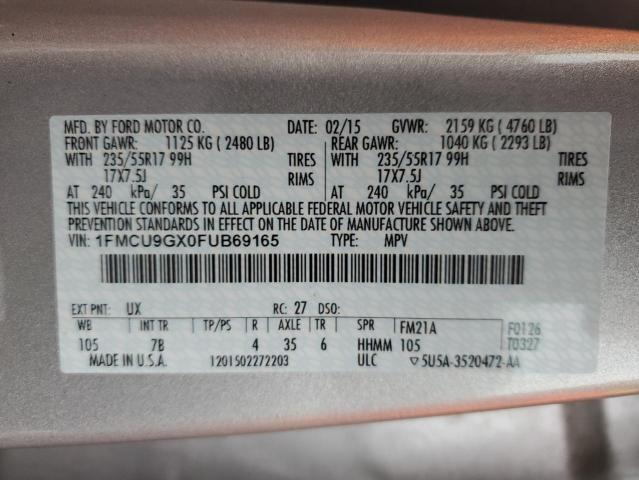 MFD. BY FORD MOTOR CO. DATE: 02/15 GVWR: 2159 KG ( 4760 LB)
FRONT GAWR: 1125 KG ( 2480 LB) REAR GAWR: 1040 KG ( 2293 LB)
WITH 235/55R17 99H TIRES WITH 235/55R17 99H TIRES
17X7.5J RIMS 17X7.5J RIMS
AT 240 kPa/ 35 PSI COLD AT 240 kPa/ 35 PSI COLD
THIS VEHICLE CONFORMS TO ALL APPLICABLE FEDERAL MOTOR VEHICLE SAFETY AND THEFT
PREVENTION STANDARDS IN EFFECT ON THE DATE OF MANUFACTURE SHOWN ABOVE.
VIN: 1FMCU9GX0FUB69165 TYPE: MPV
EXT PNT: UX RC: 27 DSO:
WB INT TR TP/PS R AXLE TR SPR FM21A F0126
105 7B 4 35 6 HHMM 105 T0327
MADE IN U.S.A. 1201502272203 ULC ▽5U5A-3520472-AA